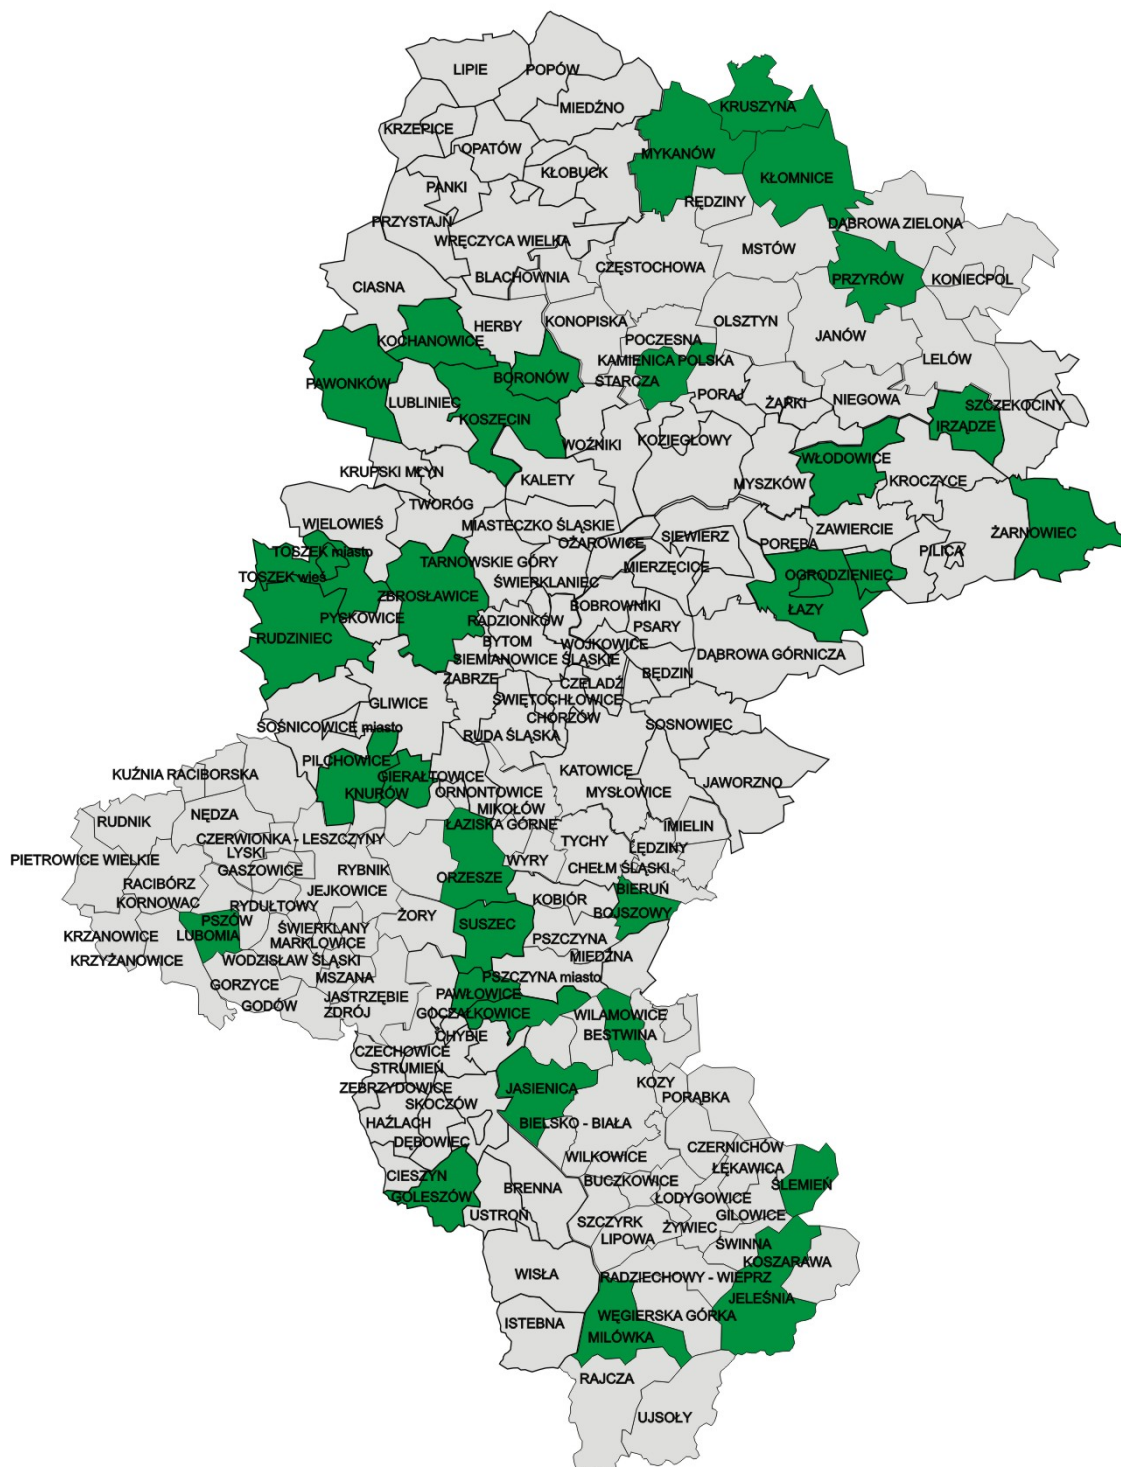 LIPIE
POPÓW
MIEDŹNO
KRUSZYNA
KRZEPICE
OPATÓW
MYKANÓW
KŁOBUCK
KŁOMNICE
PANKI
RĘDZINY
PRZYSTAJŃ
DĄBROWA ZIELONA
WRĘCZYCA WIELKA
MSTÓW
CZĘSTOCHOWA
BLACHOWNIA
PRZYRÓW
KONIECPOL
CIASNA
HERBY
KONOPISKA
OLSZTYN
KOCHANOWICE
POCZESNA
JANÓW
KAMIENICA POLSKA
LELÓW
PAWONKÓW
BORONÓW
STARCZA
LUBLINIEC
PORAJ
ŻARKI
NIEGOWA
SZCZEKOCINY
KOSZĘCIN
IRZĄDZE
WOŹNIKI
KOZIEGŁOWY
WŁODOWICE
KRUPSKI MŁYN
KALETY
MYSZKÓW
KROCZYCE
TWORÓG
WIELOWIEŚ
MIASTECZKO ŚLĄSKIE
SIEWIERZ
ZAWIERCIE
ŻARNOWIEC
OŻAROWICE
PORĘBA
TOSZEK miasto
PILICA
TARNOWSKIE GÓRY
MIERZĘCICE
TOSZEK wieś
ŚWIERKLANIEC
OGRODZIENIEC
ZBROSŁAWICE
BOBROWNIKI
ŁAZY
PYSKOWICE
RADZIONKÓW
PSARY
RUDZINIEC
BYTOM
WOJKOWICE
SIEMIANOWICE ŚLĄSKIE
DĄBROWA GÓRNICZA
BĘDZIN
ZABRZE
CZELADŹ
GLIWICE
ŚWIĘTOCHŁOWICE
CHORZÓW
SOŚNICOWICE miasto
SOSNOWIEC
RUDA ŚLĄSKA
PILCHOWICE
KATOWICE
KUŹNIA RACIBORSKA
GIERAŁTOWICE
JAWORZNO
KNURÓW
ORNONTOWICE
MYSŁOWICE
MIKOŁÓW
NĘDZA
RUDNIK
ŁAZISKA GÓRNE
IMIELIN
CZERWIONKA - LESZCZYNY
TYCHY
LYSKI
LĘDZINY
PIETROWICE WIELKIE
WYRY
GASZOWICE
RYBNIK
CHEŁM ŚLĄSKI
RACIBÓRZ
ORZESZE
JEJKOWICE
BIERUŃ
KORNOWAC
RYDUŁTOWY
KOBIÓR
BOJSZOWY
PSZÓW
ŻORY
SUSZEC
ŚWIERKLANY
KRZANOWICE
LUBOMIA
MARKLOWICE
PSZCZYNA
KRZYŻANOWICE
WODZISŁAW ŚLĄSKI
MIEDŹNA
MSZANA
PSZCZYNA miasto
GORZYCE
PAWŁOWICE
JASTRZĘBIE
ZDRÓJ
GODÓW
GOCZAŁKOWICE
WILAMOWICE
CHYBIE
BESTWINA
CZECHOWICE
STRUMIEŃ
ZEBRZYDOWICE
JASIENICA
KOZY
PORĄBKA
SKOCZÓW
HAŹLACH
BIELSKO - BIAŁA
DĘBOWIEC
CZERNICHÓW
WILKOWICE
ŁĘKAWICA
CIESZYN
BUCZKOWICE
ŚLEMIEŃ
GOLESZÓW
BRENNA
ŁODYGOWICE
USTROŃ
GILOWICE
SZCZYRK
ŻYWIEC
LIPOWA
ŚWINNA
KOSZARAWA
WISŁA
RADZIECHOWY - WIEPRZ
JELEŚNIA
ISTEBNA
WĘGIERSKA GÓRKA
MILÓWKA
RAJCZA
UJSOŁY